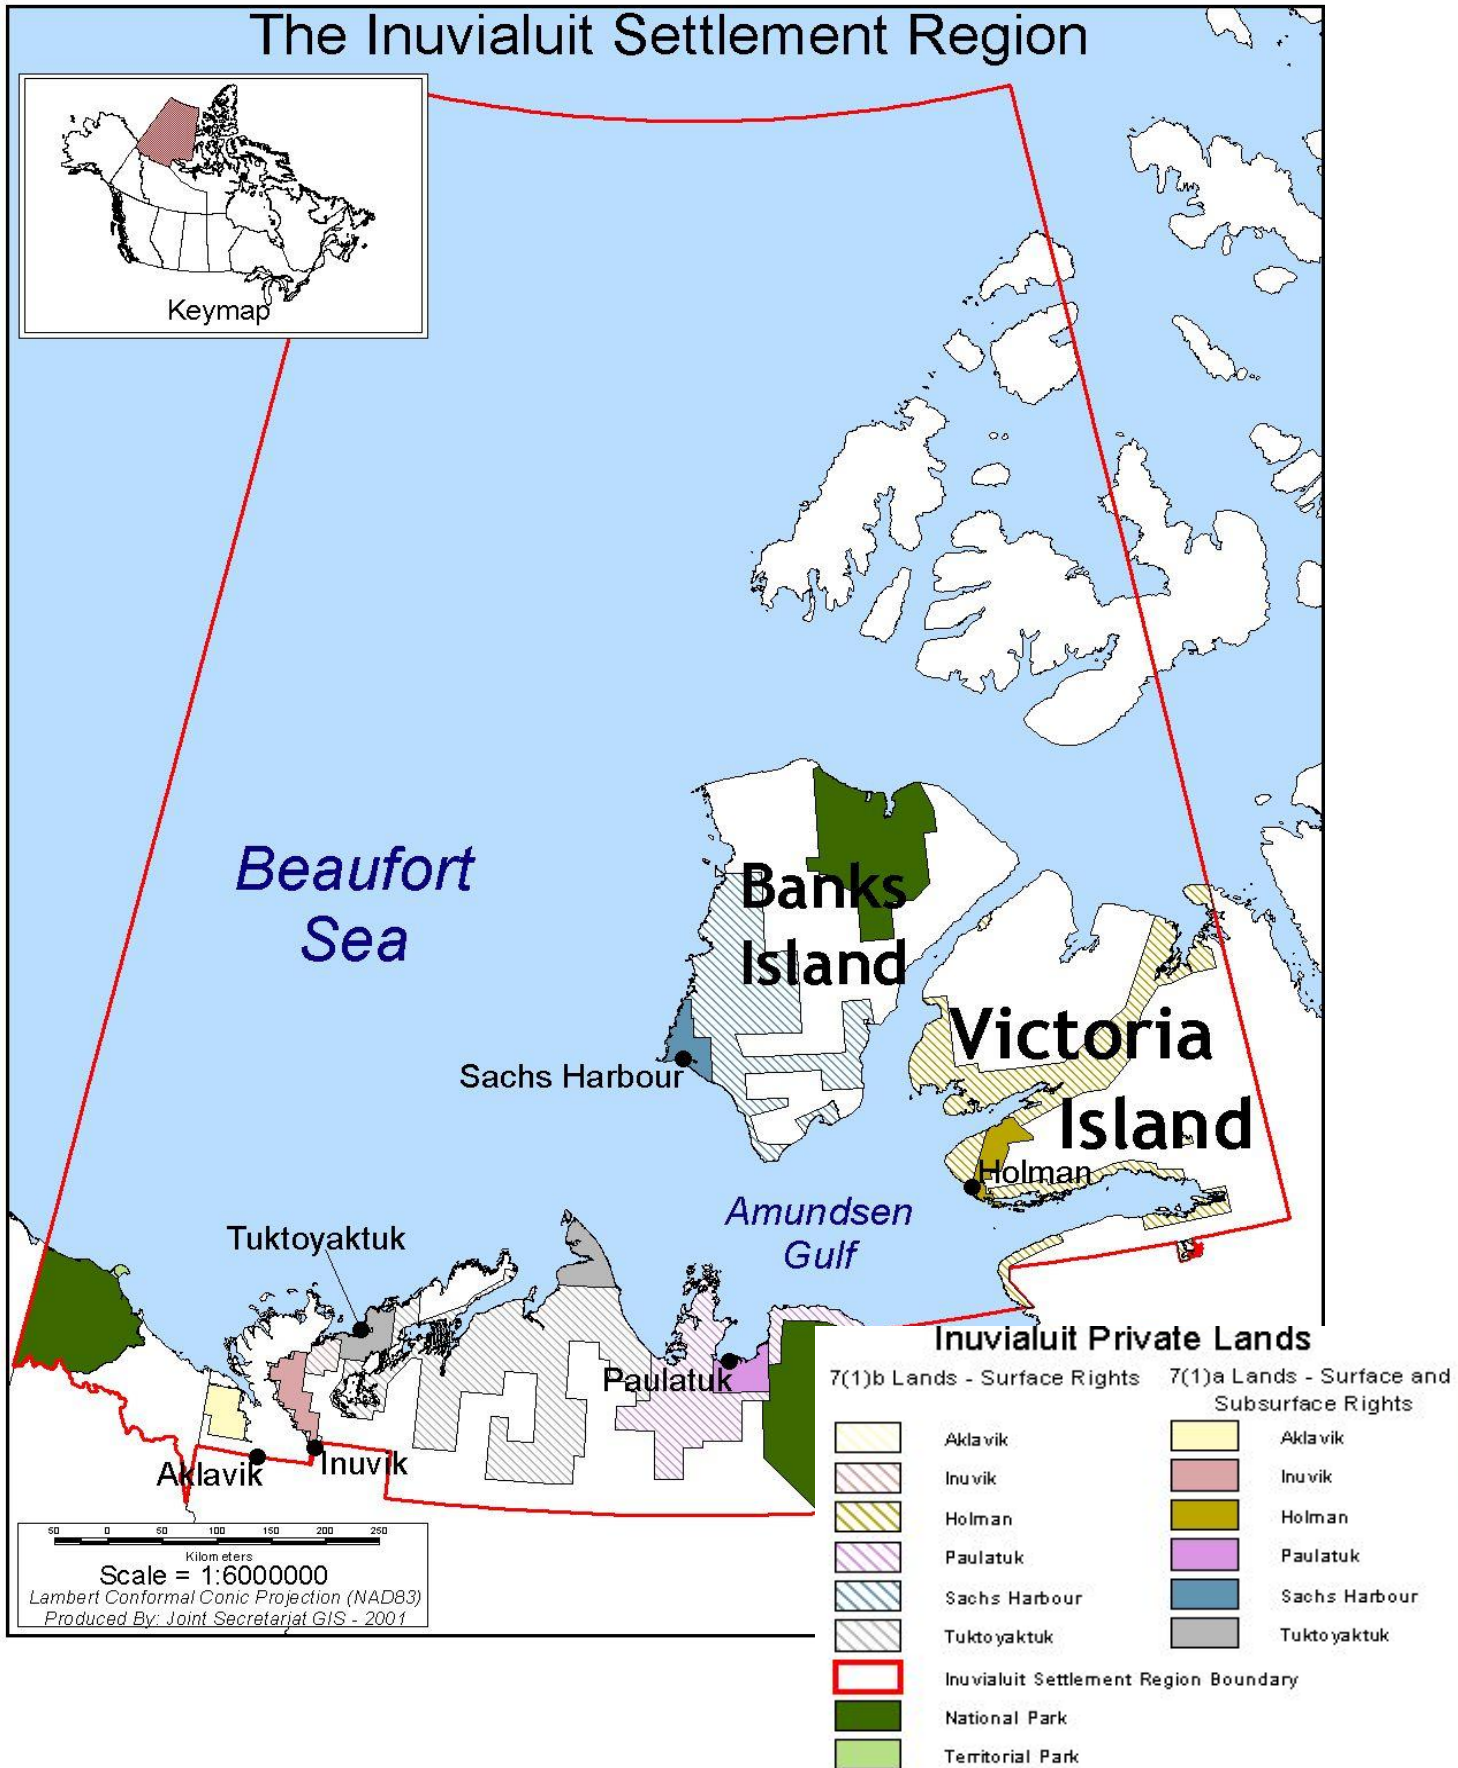 The Inuvialuit Settlement Region
Keymap
Beaufort
Sea
Banks
Island
Victoria
Island
Sachs Harbour
Holman
Amundsen
Gulf
Tuktoyaktuk
Paulatuk
Aklavik
Inuvik
50 0 50 100 150 200 250
Kilometers
Scale = 1:6000000
Lambert Conformal Conic Projection (NAD83)
Produced By: Joint Secretariat GIS - 2001
Inuvialuit Private Lands
7(1)b Lands - Surface Rights
Aklavik
Inuvik
Holman
Paulatuk
Sachs Harbour
Tuktoyaktuk
7(1)a Lands - Surface and
Subsurface Rights
Aklavik
Inuvik
Holman
Paulatuk
Sachs Harbour
Tuktoyaktuk
Inuvialuit Settlement Region Boundary
National Park
Territorial Park